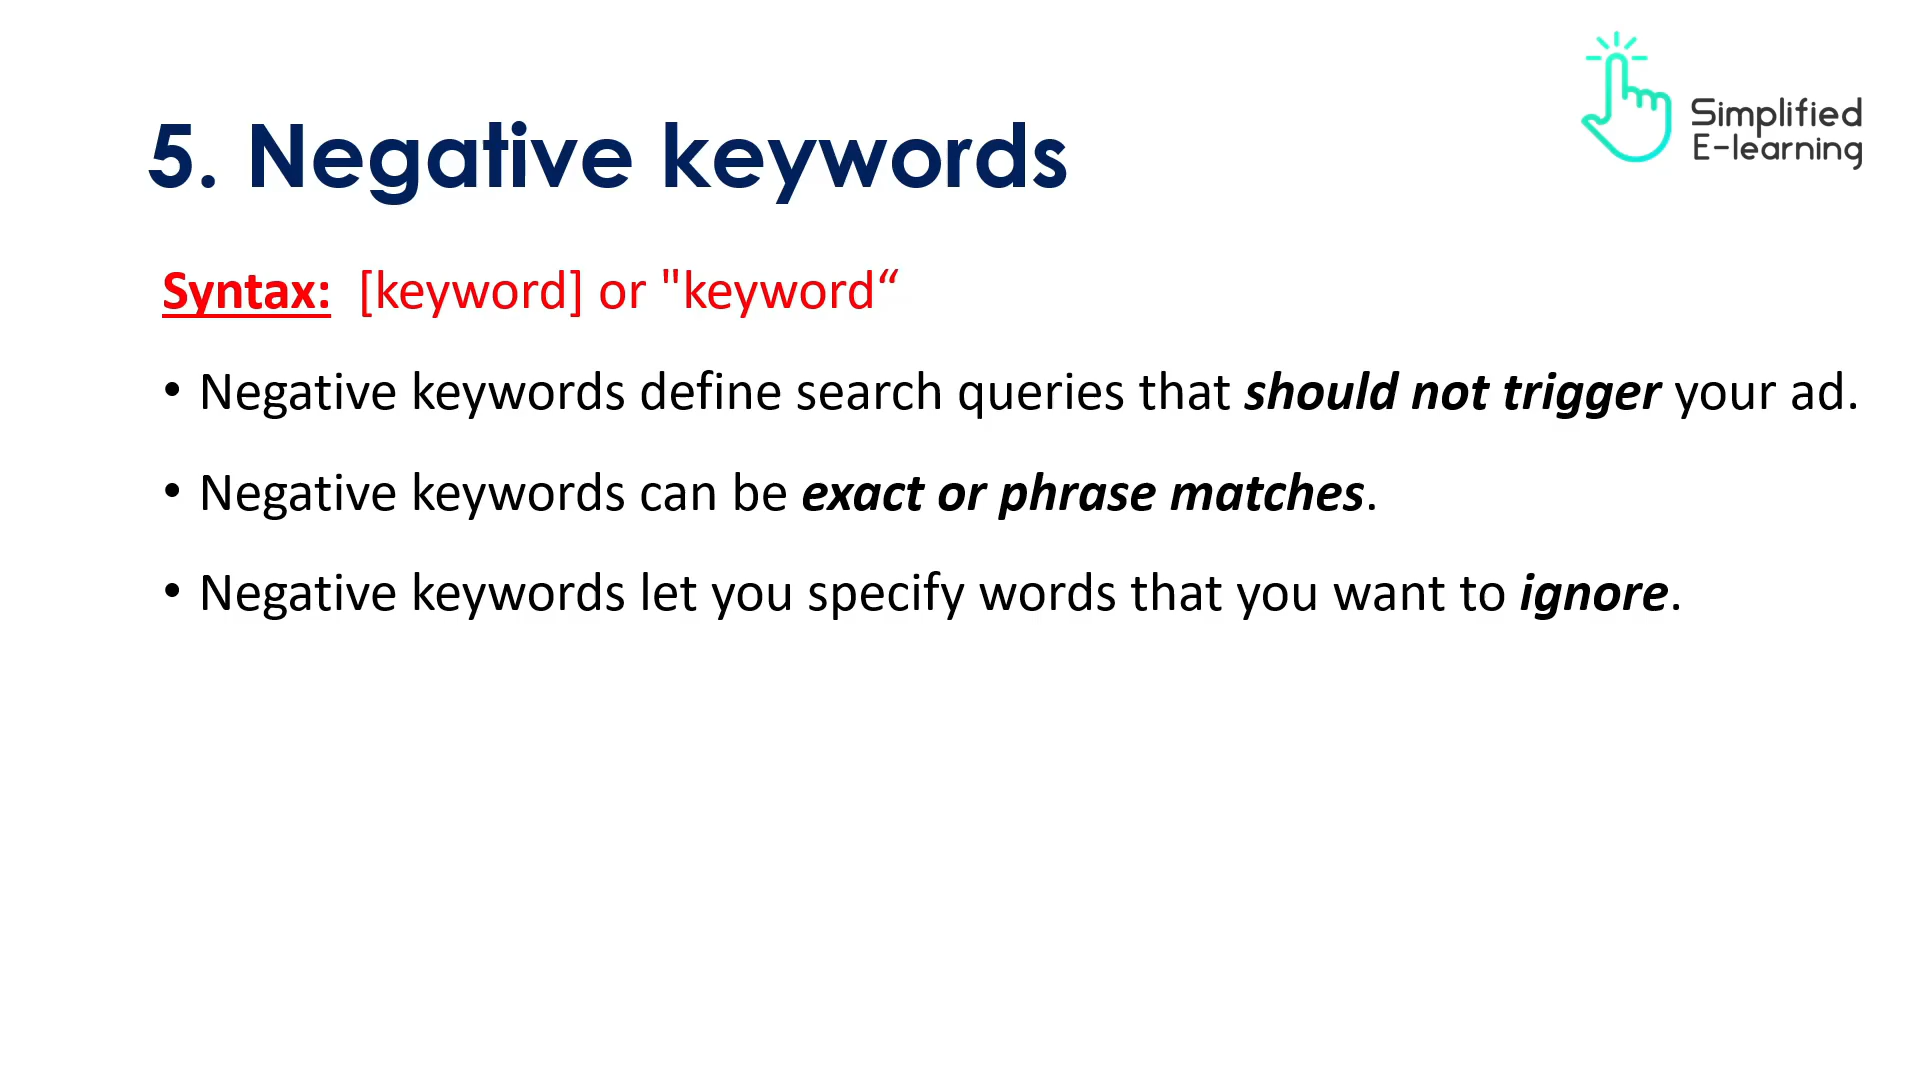 Simplified
E-learning
5. Negative keywords
Syntax: [keyword] or "keyword“
• Negative keywords define search queries that should not trigger your ad.
• Negative keywords can be exact or phrase matches.
• Negative keywords let you specify words that you want to ignore.